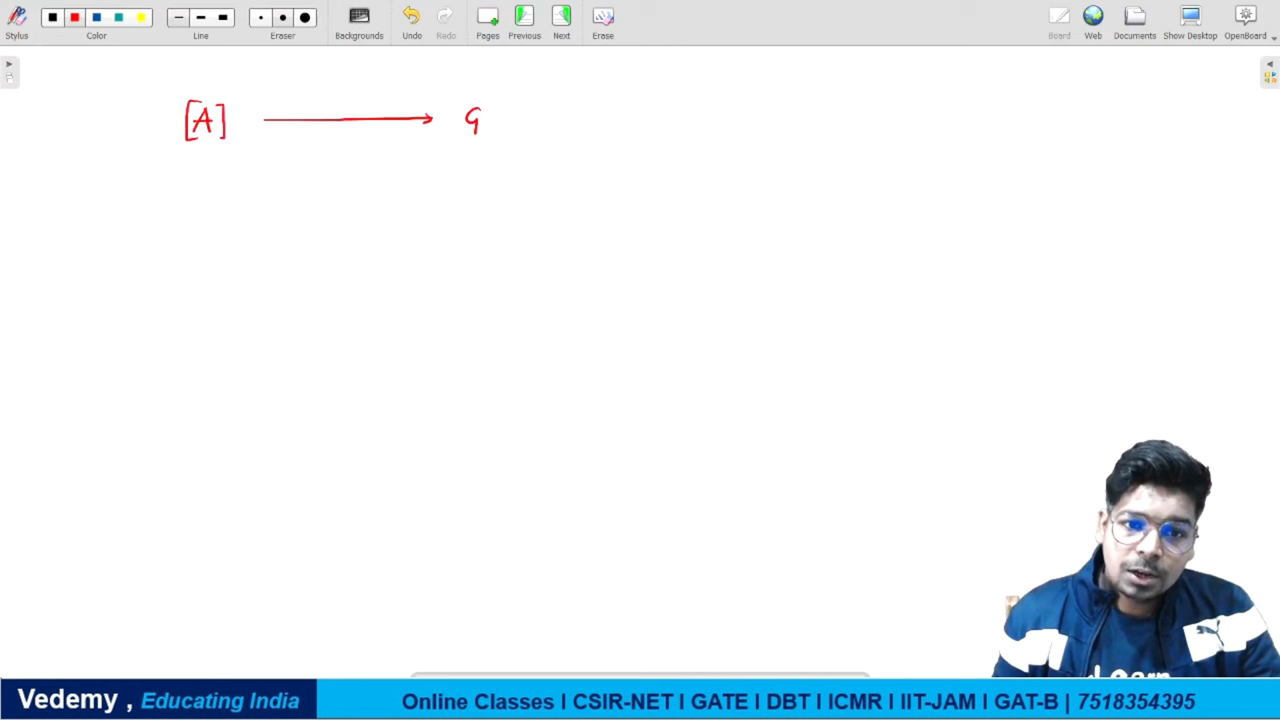 Stylus
Color
Line
Eraser
Backgrounds
Undo
Redo
Pages
Previous
Next
Erase
Board
Web
Documents
Show Desktop
OpenBoard
[A] ⟶ G
Vedemy , Educating India
Online Classes I CSIR-NET I GATE I DBT I ICMR I IIT-JAM I GAT-B | 7518354395